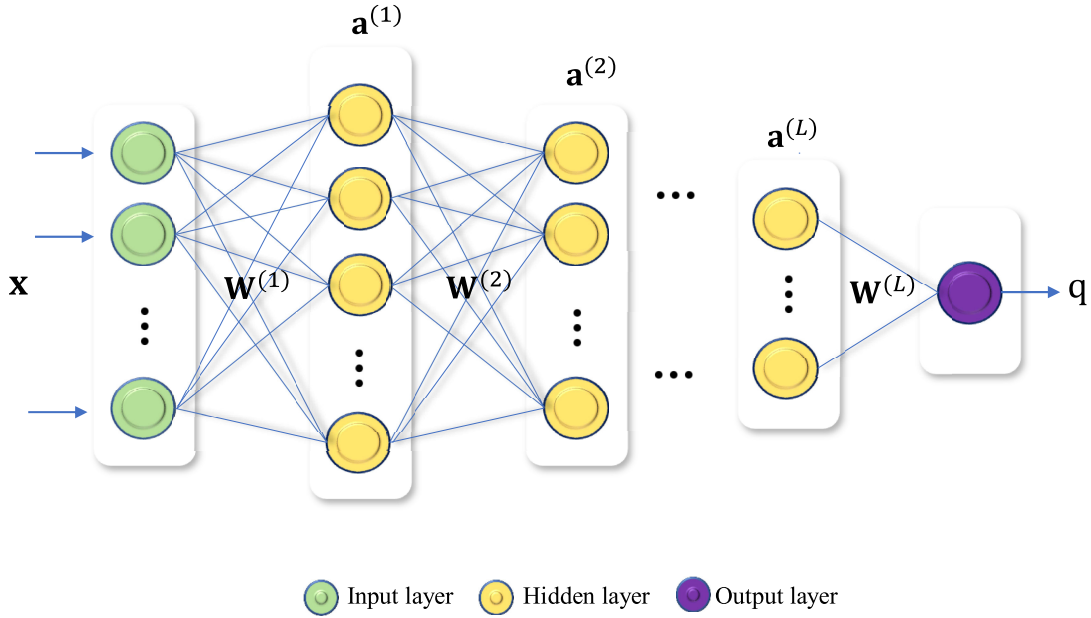 a⁽¹⁾
a⁽²⁾
a⁽ᴸ⁾
x
W⁽¹⁾
W⁽²⁾
W⁽ᴸ⁾
q
Input layer
Hidden layer
Output layer